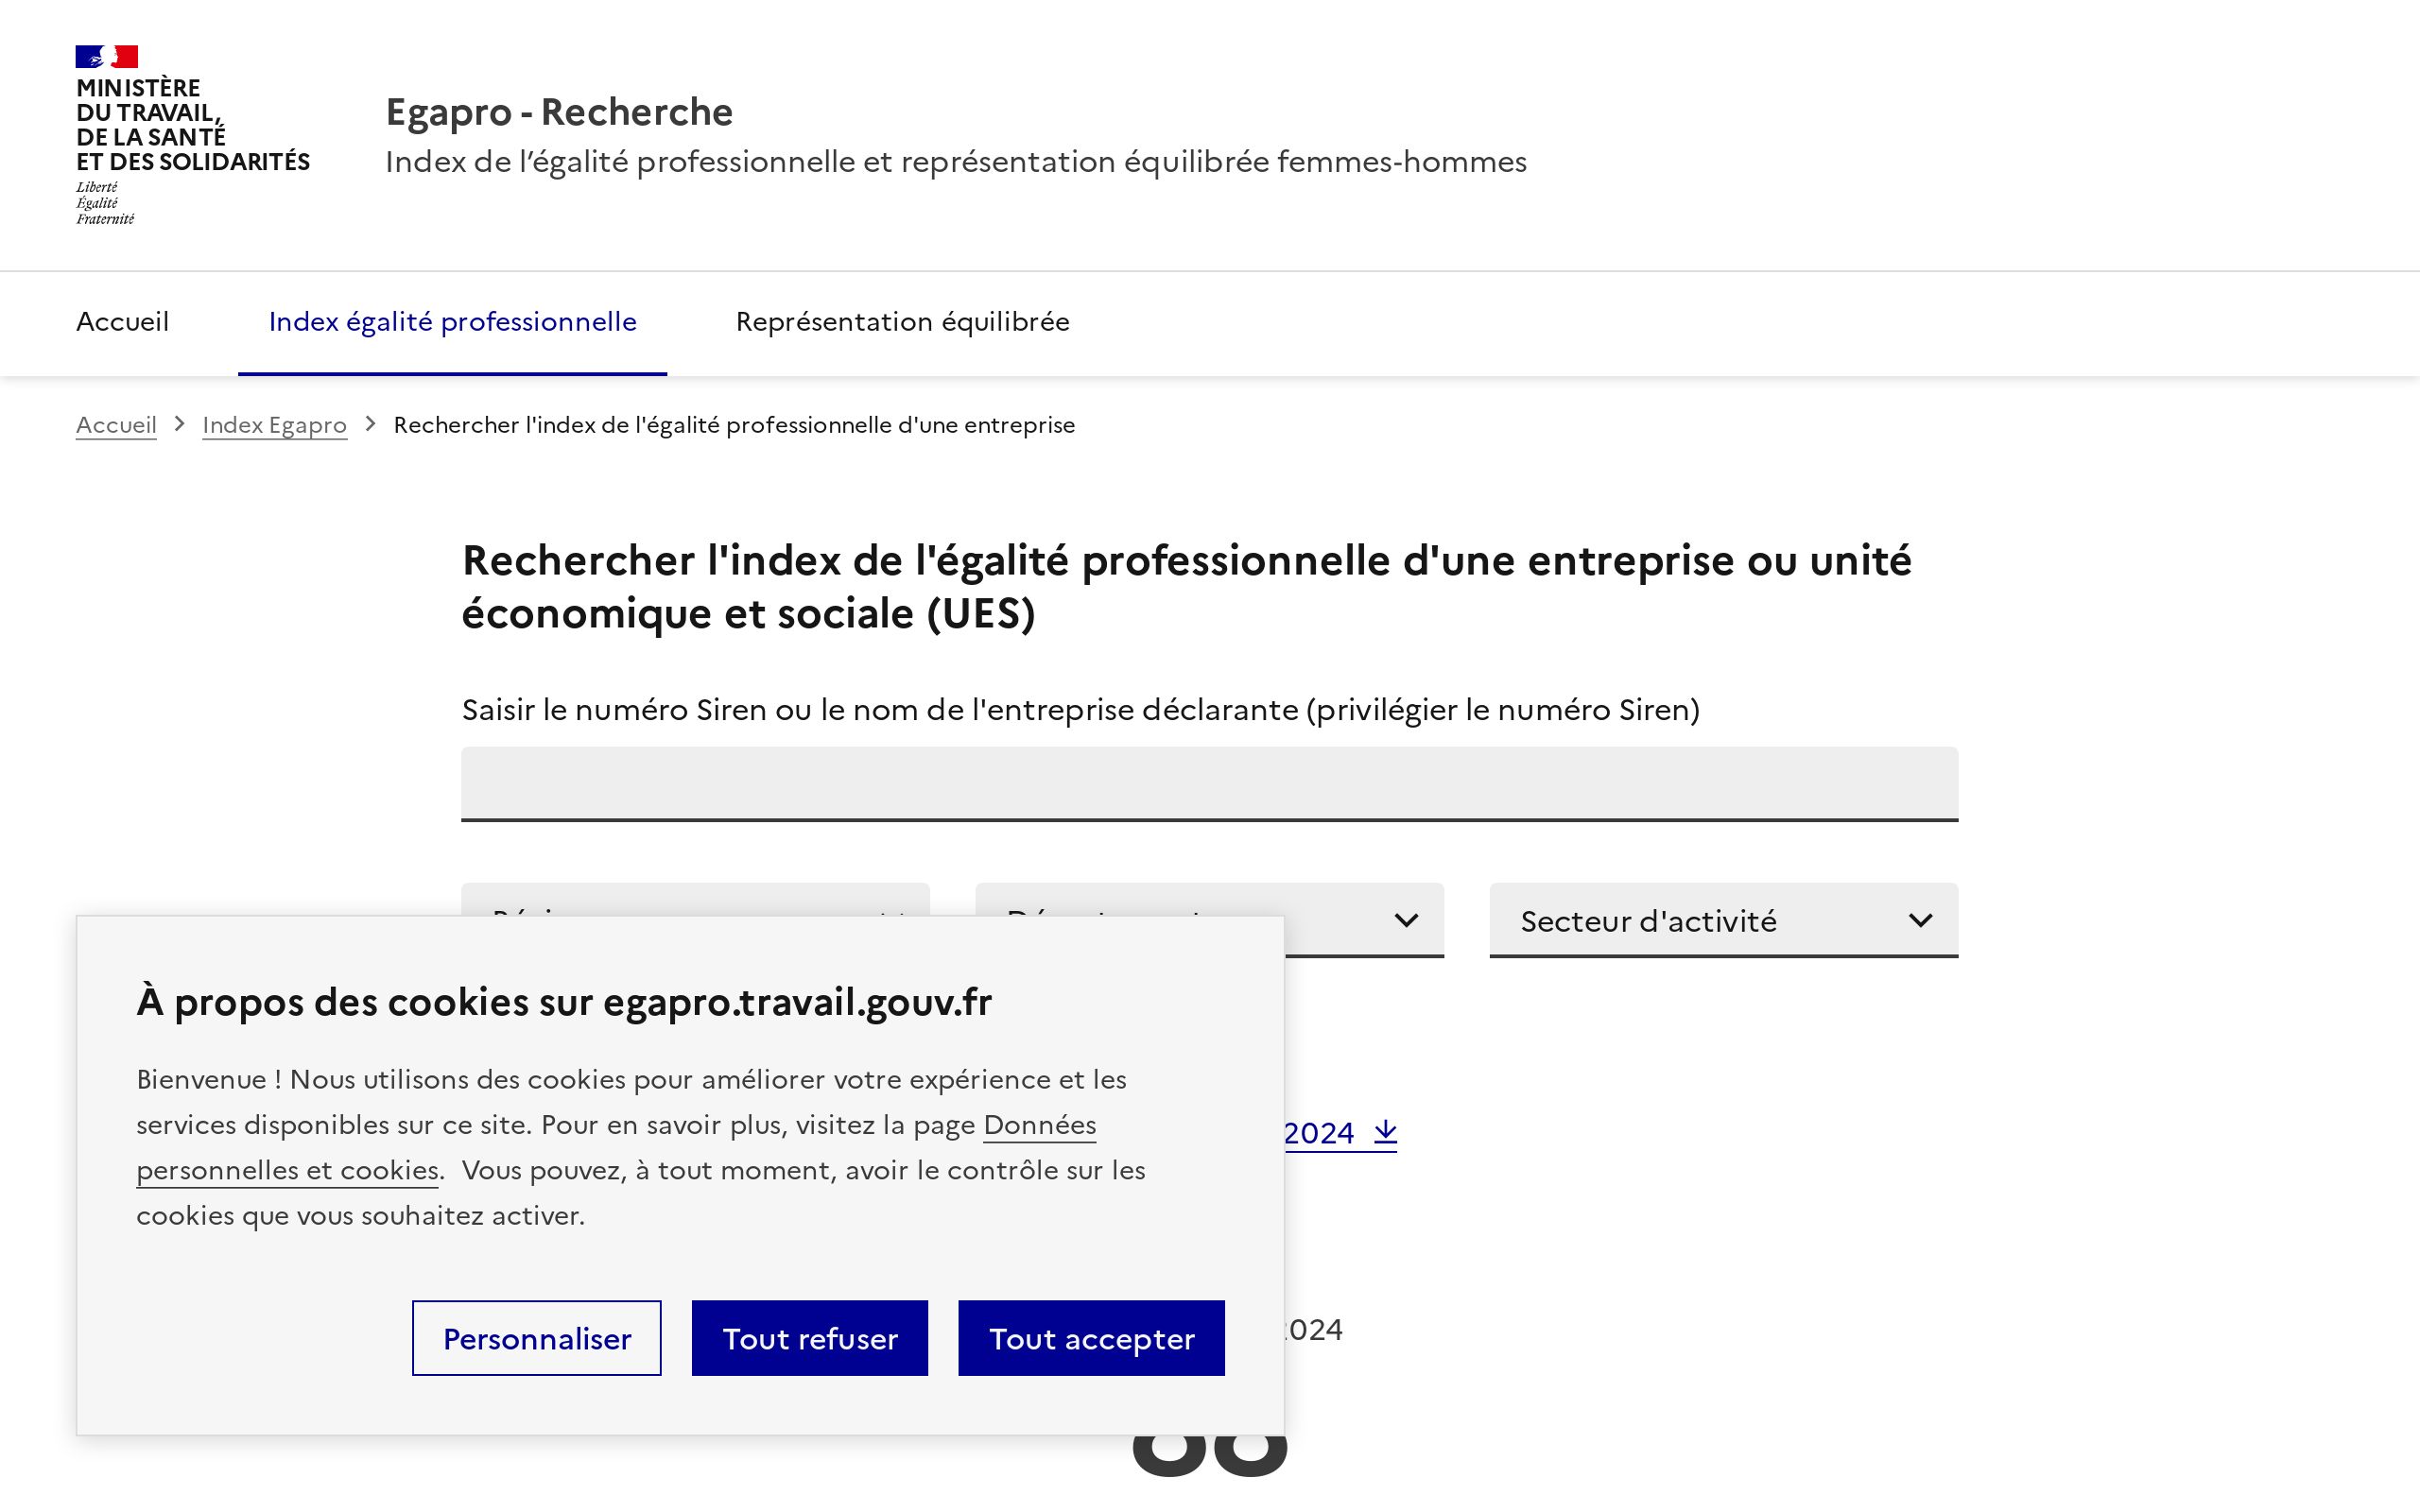 MINISTÈRE
DU TRAVAIL,
DE LA SANTÉ
ET DES SOLIDARITÉS
Liberté
Égalité
Fraternité
Egapro - Recherche
Index de l’égalité professionnelle et représentation équilibrée femmes-hommes
Accueil
Index égalité professionnelle
Représentation équilibrée
Accueil
Index Egapro
Rechercher l'index de l'égalité professionnelle d'une entreprise
Rechercher l'index de l'égalité professionnelle d'une entreprise ou unité
économique et sociale (UES)
Saisir le numéro Siren ou le nom de l'entreprise déclarante (privilégier le numéro Siren)
Secteur d'activité
À propos des cookies sur egapro.travail.gouv.fr
Bienvenue ! Nous utilisons des cookies pour améliorer votre expérience et les
services disponibles sur ce site. Pour en savoir plus, visitez la page Données
personnelles et cookies. Vous pouvez, à tout moment, avoir le contrôle sur les
cookies que vous souhaitez activer.
Personnaliser
Tout refuser
Tout accepter
2024
2024